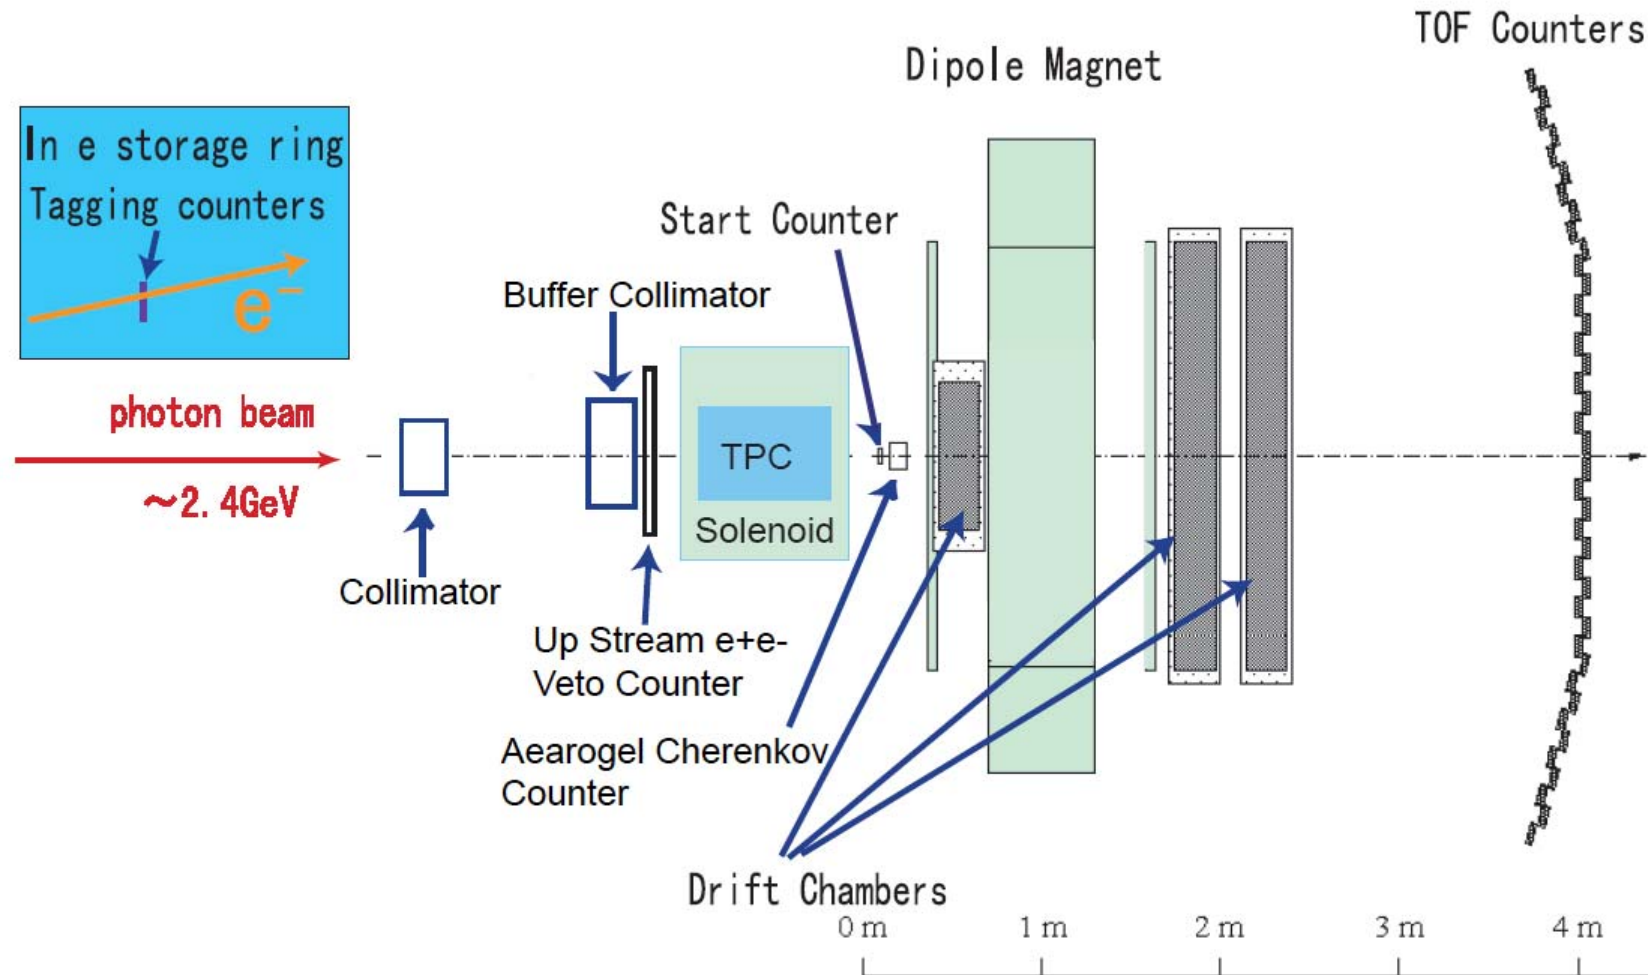 TOF Counters
Dipole Magnet
In e storage ring
Tagging counters
e⁻
Start Counter
Buffer Collimator
photon beam
～2.4GeV
TPC
Solenoid
Collimator
Up Stream e+e-
Veto Counter
Aearogel Cherenkov
Counter
Drift Chambers
0 m
1 m
2 m
3 m
4 m